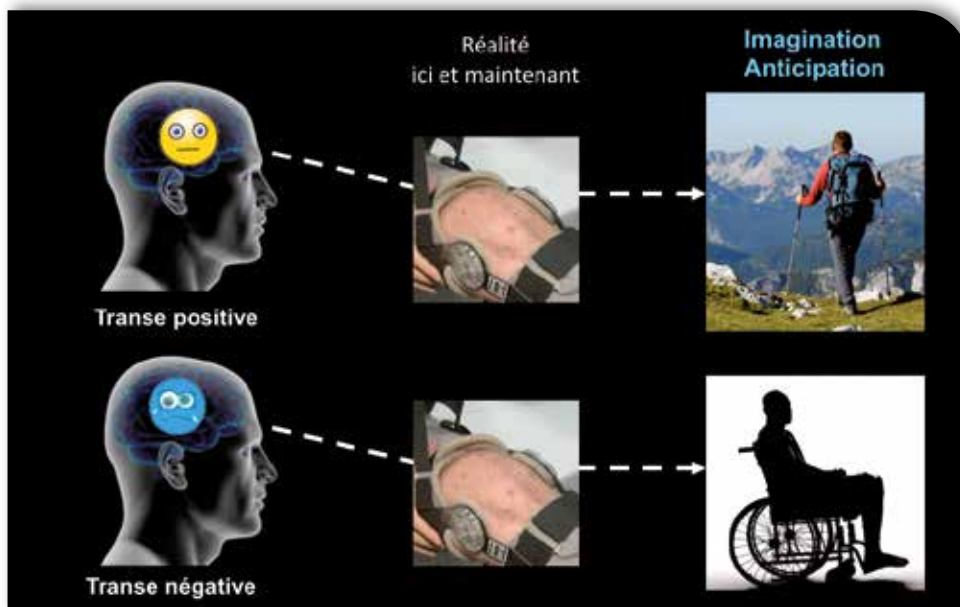 Réalité
ici et maintenant
Imagination
Anticipation
Transe positive
Transe négative